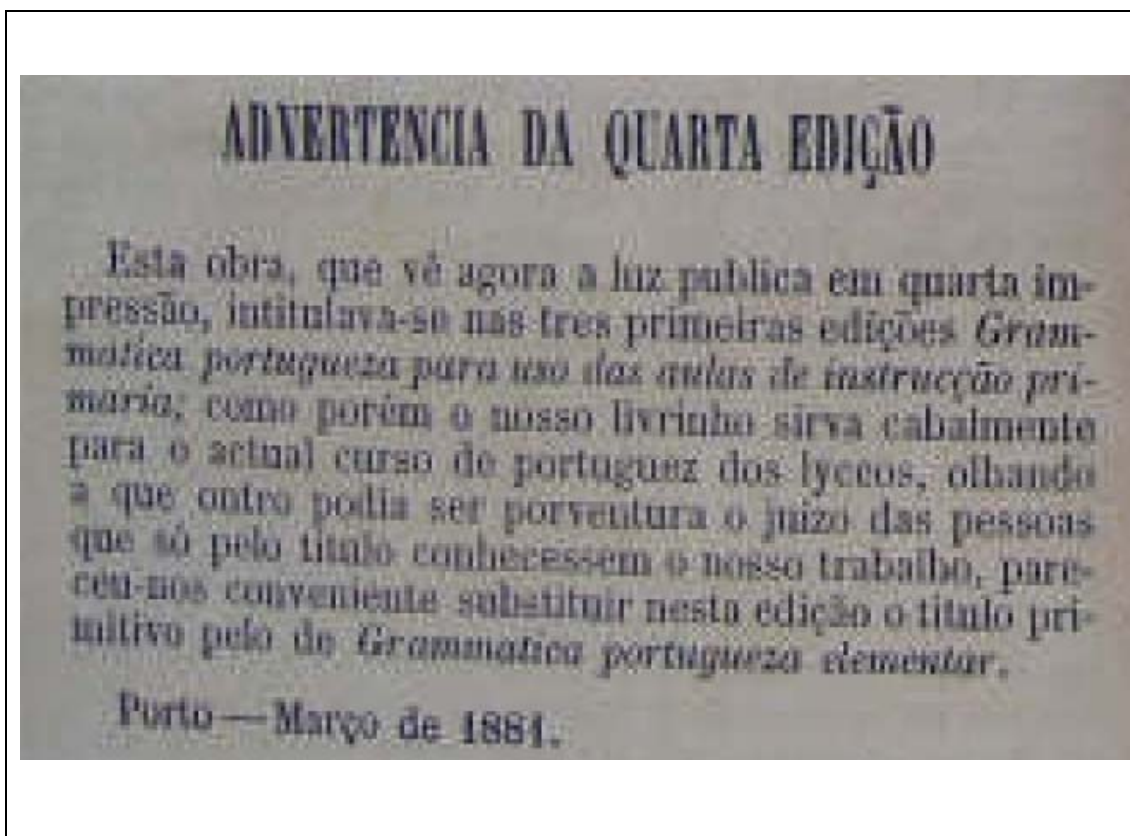 ADVERTENCIA DA QUARTA EDIÇÃO
Esta obra, que vê agora a luz publica em quarta im-
pressão, intitulava-se nas tres primeiras edições Gram-
matica portugueza para uso das aulas de instrucção pri-
maria; como porém o nosso livrinho sirva cabalmente
para o actual curso de portuguez dos lyceos, olhando
a que outro podia ser porventura o juizo das pessoas
que só pelo titulo conhecessem o nosso trabalho, pare-
ceu-nos conveniente substituir nesta edição o titulo pri-
mitivo pelo de Grammatica portugueza elementar.
Porto—Março de 1881.